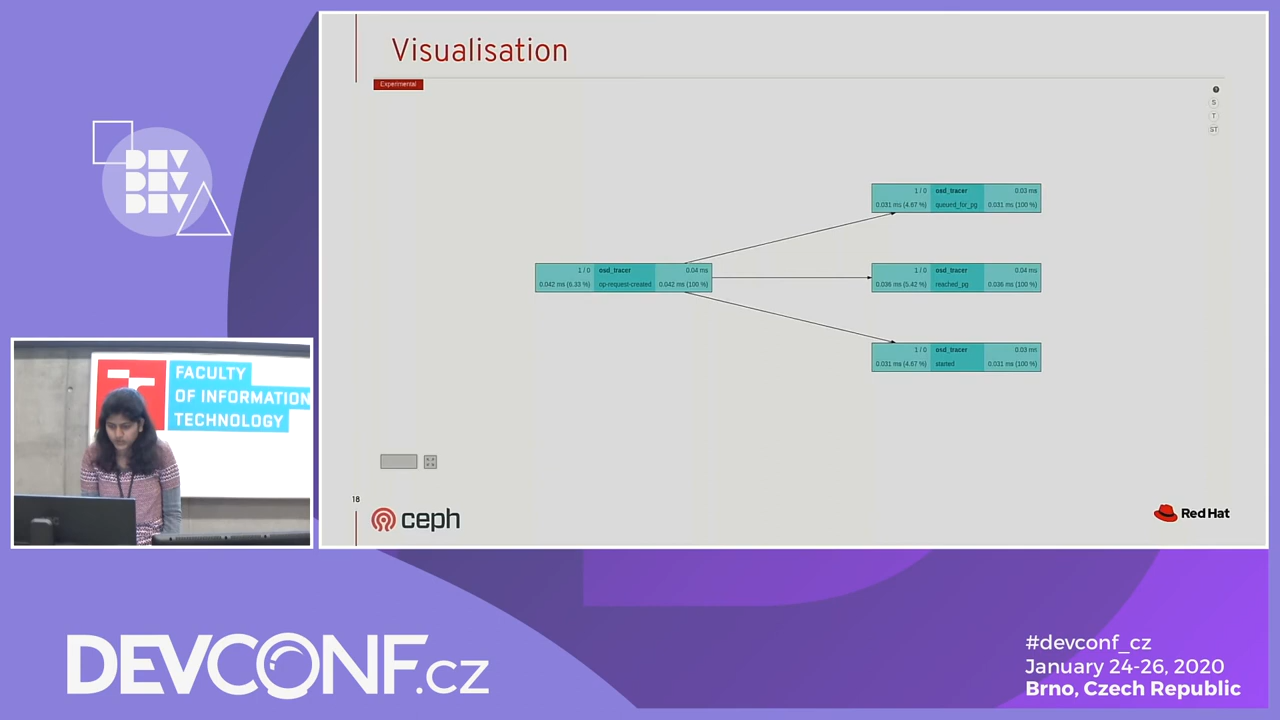 Visualisation
Experimental
?
S
T
ST
1 / 0 osd_tracer 0.03 ms
0.031 ms (4.67 %) queued_for_pg 0.031 ms (100 %)
1 / 0 osd_tracer 0.04 ms
0.042 ms (6.33 %) op-request-created 0.042 ms (100 %)
1 / 0 osd_tracer 0.04 ms
0.036 ms (5.42 %) reached_pg 0.036 ms (100 %)
1 / 0 osd_tracer 0.03 ms
0.031 ms (4.67 %) started 0.031 ms (100 %)
18
ceph
Red Hat
DEV
DEV
DEV
FACULTY
OF INFORMATION
TECHNOLOGY
DEVCONF.cz
#devconf_cz
January 24-26, 2020
Brno, Czech Republic